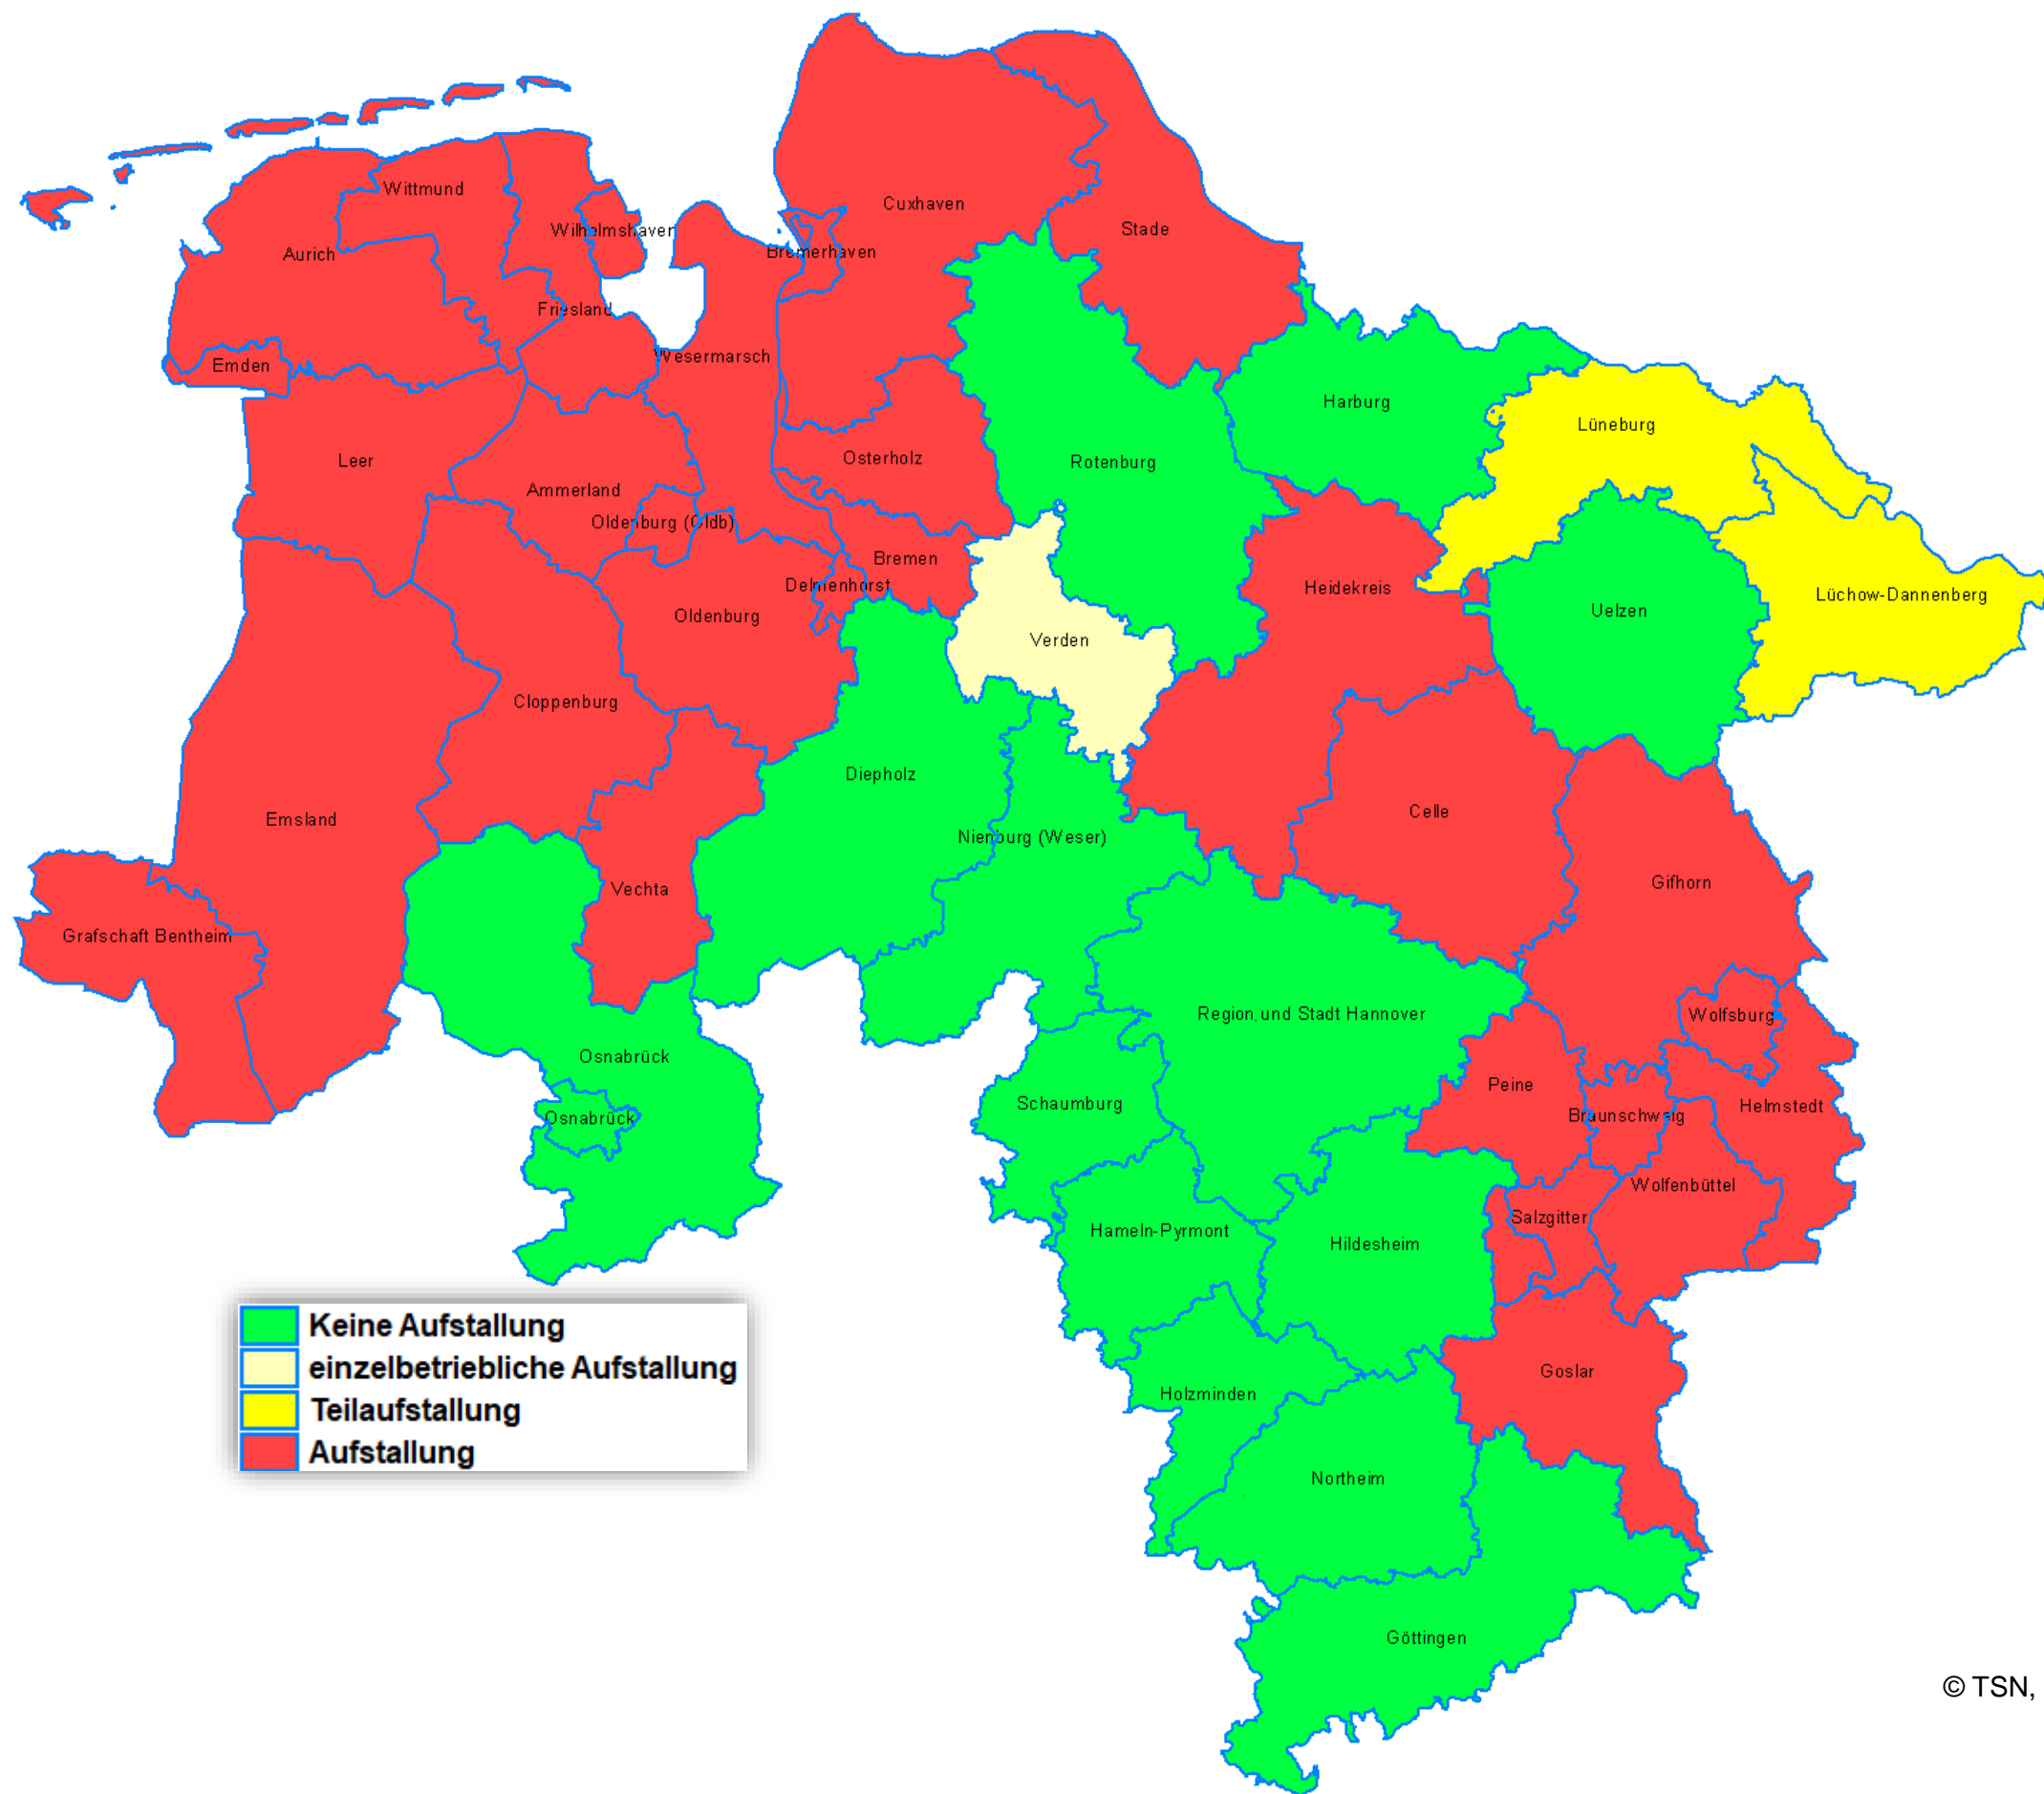 Wittmund
Cuxhaven
Wilhelmshaven
Stade
Aurich
Bremerhaven
Friesland
Wesermarsch
Emden
Harburg
Lüneburg
Leer
Osterholz
Rotenburg
Ammerland
Oldenburg (Oldb)
Bremen
Delmenhorst
Heidekreis
Lüchow-Dannenberg
Oldenburg
Uelzen
Verden
Cloppenburg
Diepholz
Emsland
Celle
Nienburg (Weser)
Vechta
Gifhorn
Grafschaft Bentheim
Region und Stadt Hannover
Wolfsburg
Osnabrück
Peine
Schaumburg
Helmstedt
Osnabrück
Braunschweig
Wolfenbüttel
Salzgitter
Hameln-Pyrmont
Hildesheim
Keine Aufstallung
einzelbetriebliche Aufstallung
Teilaufstallung
Aufstallung
Goslar
Holzminden
Northeim
Göttingen
© TSN,